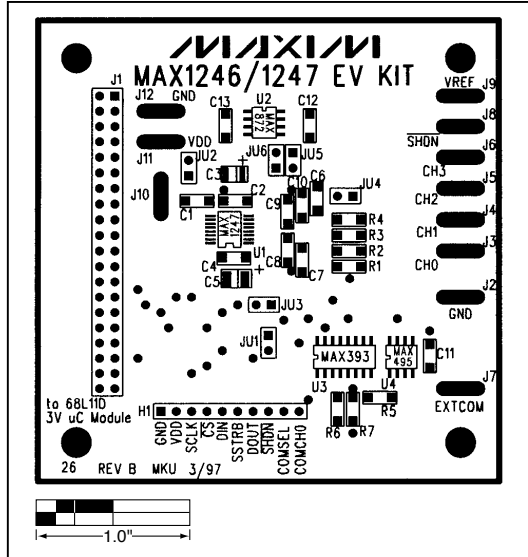 MAXIM
MAX1246/1247 EV KIT
J1
J12
GND
C13
U2
MAX
872
C12
VREF
J9
J8
SHDN
J11
VDD
JU2
JU6
JU5
J6
CH3
J10
C3
+
C10
C6
JU4
J5
CH2
C1
C2
C9
MAX
1247
R4
J4
CH1
R3
U1
R2
J3
CH0
C4
C8
C7
R1
C5
+
J2
GND
JU3
JU1
MAX393
MAX
495
C11
J7
EXTCOM
to 68L11D
3V uC Module
H1
U3
U4
R5
R6
R7
GND
VDD
SCLK
CS
DIN
SSTRB
DOUT
SHDN
COMSEL
COMCH0
26 REV B MKU 3/97
1.0"